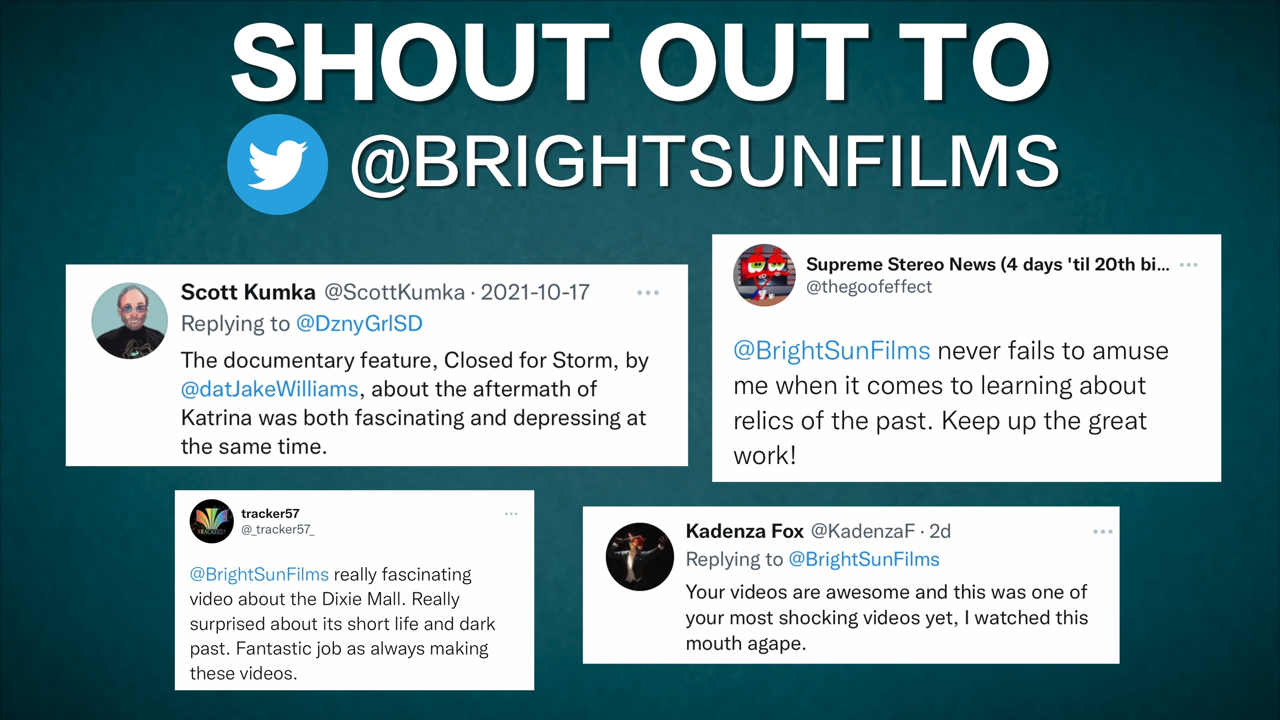 SHOUT OUT TO
@BRIGHTSUNFILMS
Scott Kumka @ScottKumka · 2021-10-17
Replying to @DznyGrlSD
The documentary feature, Closed for Storm, by
@datJakeWilliams, about the aftermath of
Katrina was both fascinating and depressing at
the same time.
Supreme Stereo News (4 days 'til 20th bi...
@thegoofeffect
@BrightSunFilms never fails to amuse
me when it comes to learning about
relics of the past. Keep up the great
work!
tracker57
@_tracker57_
@BrightSunFilms really fascinating
video about the Dixie Mall. Really
surprised about its short life and dark
past. Fantastic job as always making
these videos.
Kadenza Fox @KadenzaF · 2d
Replying to @BrightSunFilms
Your videos are awesome and this was one of
your most shocking videos yet, I watched this
mouth agape.